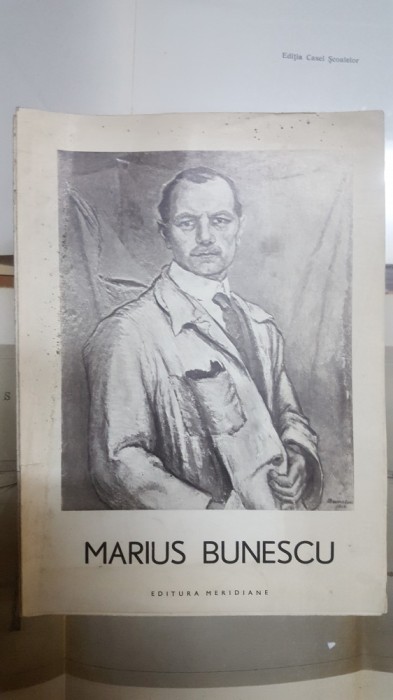 Ediția Casei Școalelor
MARIUS BUNESCU
EDITURA MERIDIANE